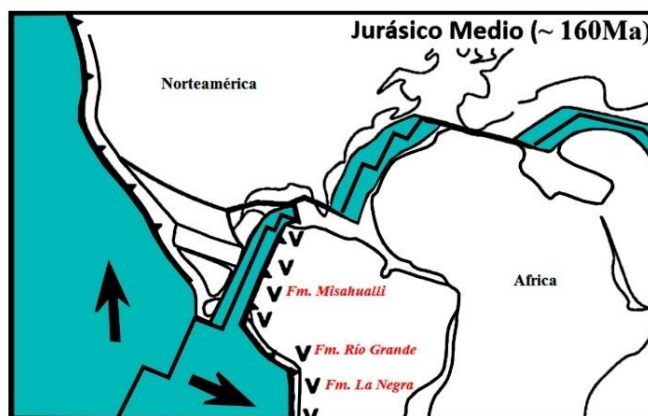 Jurásico Medio (~ 160Ma)
Norteamérica
Africa
Fm. Misahualli
Fm. Río Grande
Fm. La Negra